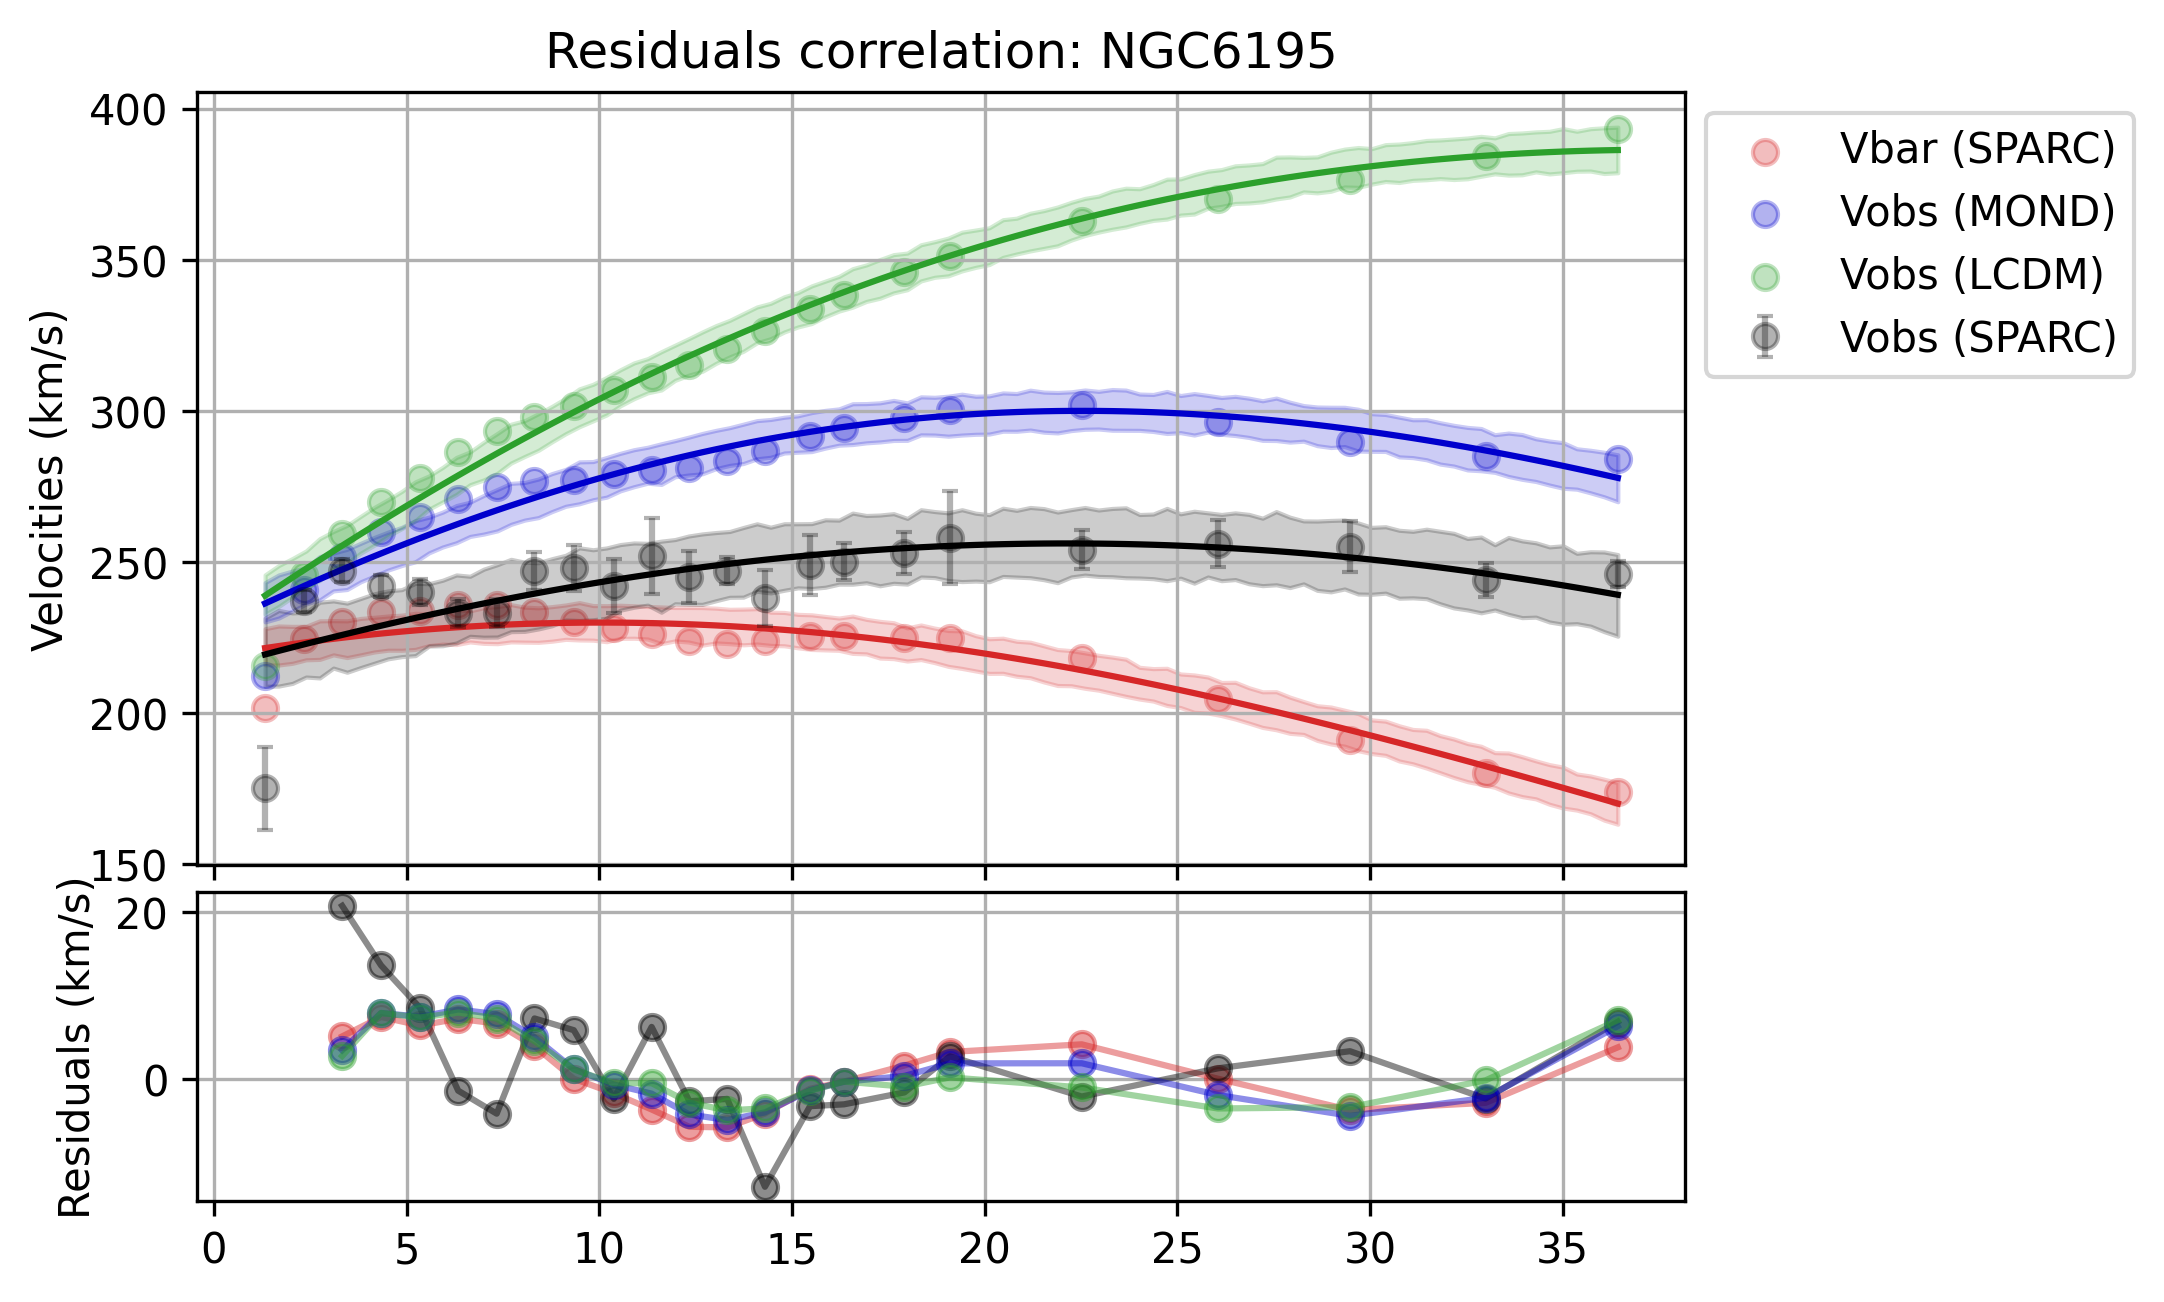 Residuals correlation: NGC6195
400
350
300
250
200
150
Velocities (km/s)
Vbar (SPARC)
Vobs (MOND)
Vobs (LCDM)
Vobs (SPARC)
20
0
Residuals (km/s)
0 5 10 15 20 25 30 35